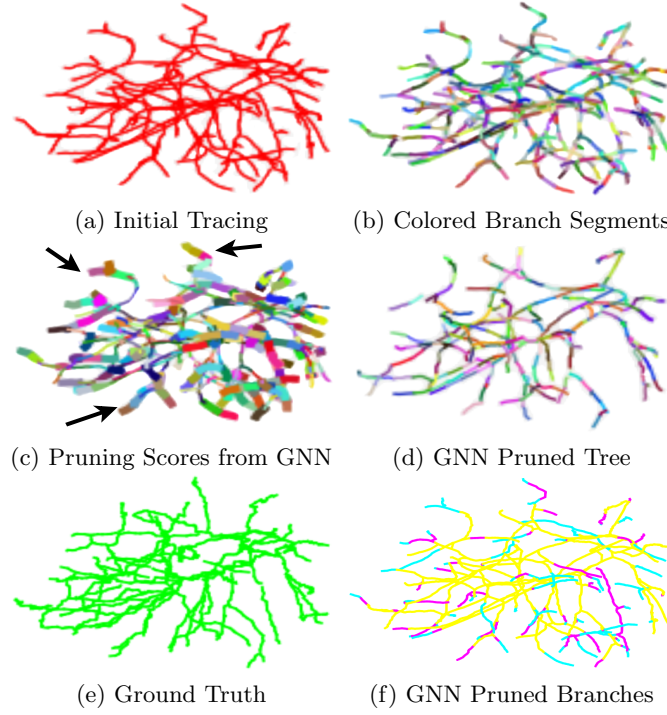 (a) Initial Tracing
(b) Colored Branch Segments
(c) Pruning Scores from GNN
(d) GNN Pruned Tree
(e) Ground Truth
(f) GNN Pruned Branches